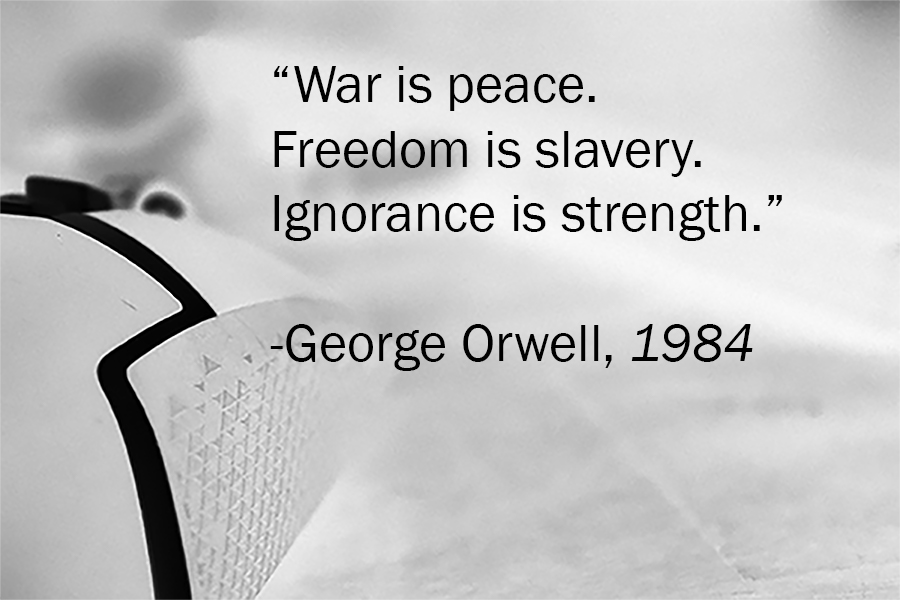 “War is peace.
Freedom is slavery.
Ignorance is strength.”
-George Orwell, 1984